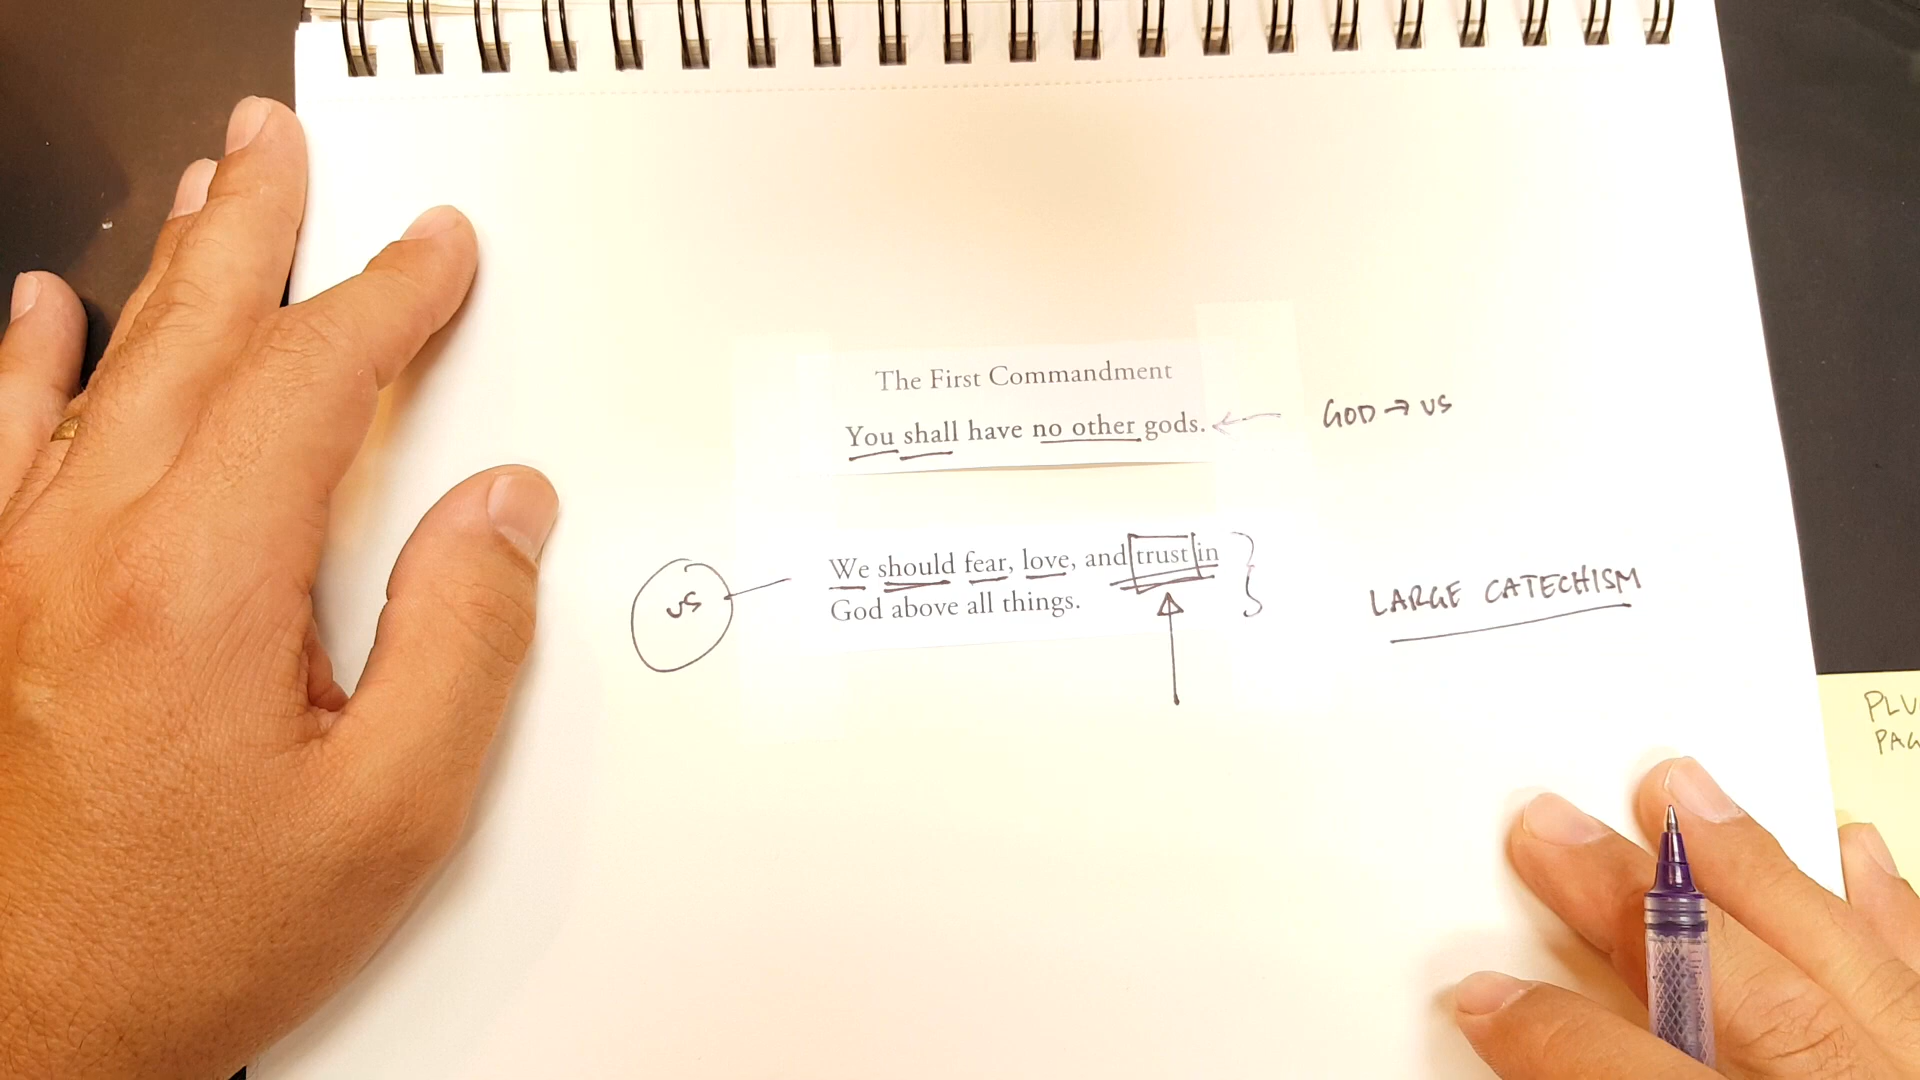 The First Commandment
You shall have no other gods.
GOD → US
US
We should fear, love, and trust in
God above all things.
LARGE CATECHISM